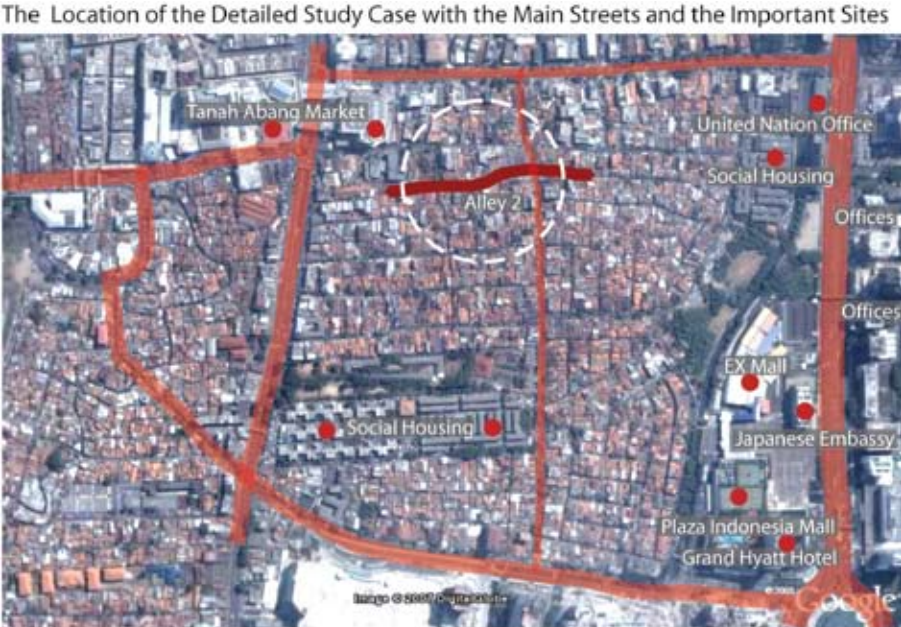 The Location of the Detailed Study Case with the Main Streets and the Important Sites
Tanah Abang Market
United Nation Office
Social Housing
Alley 2
Offices
Offices
EX Mall
Social Housing
Japanese Embassy
Plaza Indonesia Mall
Grand Hyatt Hotel
Image © 2007 DigitalGlobe
© 2005 Google